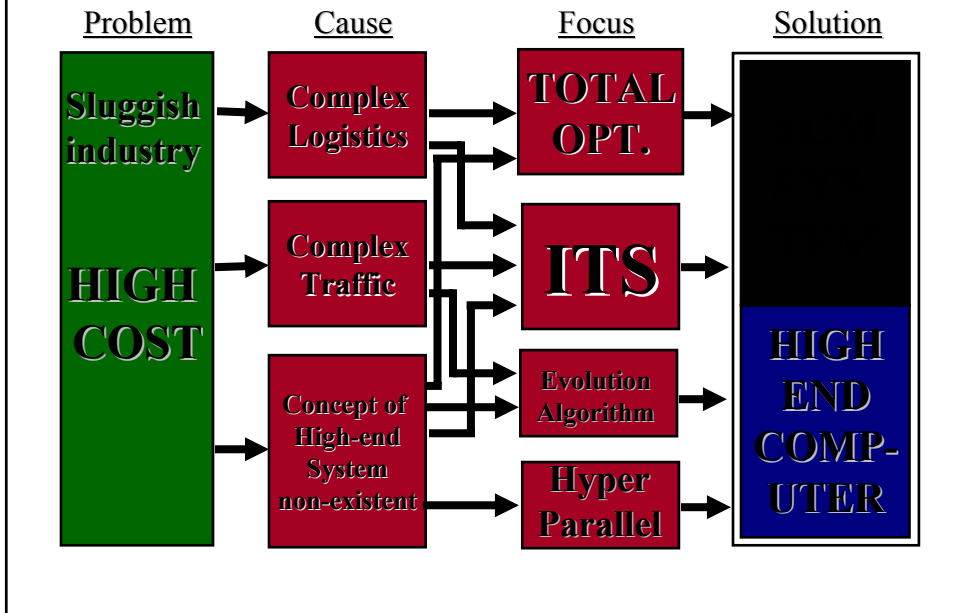 Problem
Cause
Focus
Solution
Sluggish
industry
HIGH
COST
Complex
Logistics
Complex
Traffic
Concept of
High-end
System
non-existent
TOTAL
OPT.
ITS
Evolution
Algorithm
Hyper
Parallel
HIGH
END
COMP-
UTER